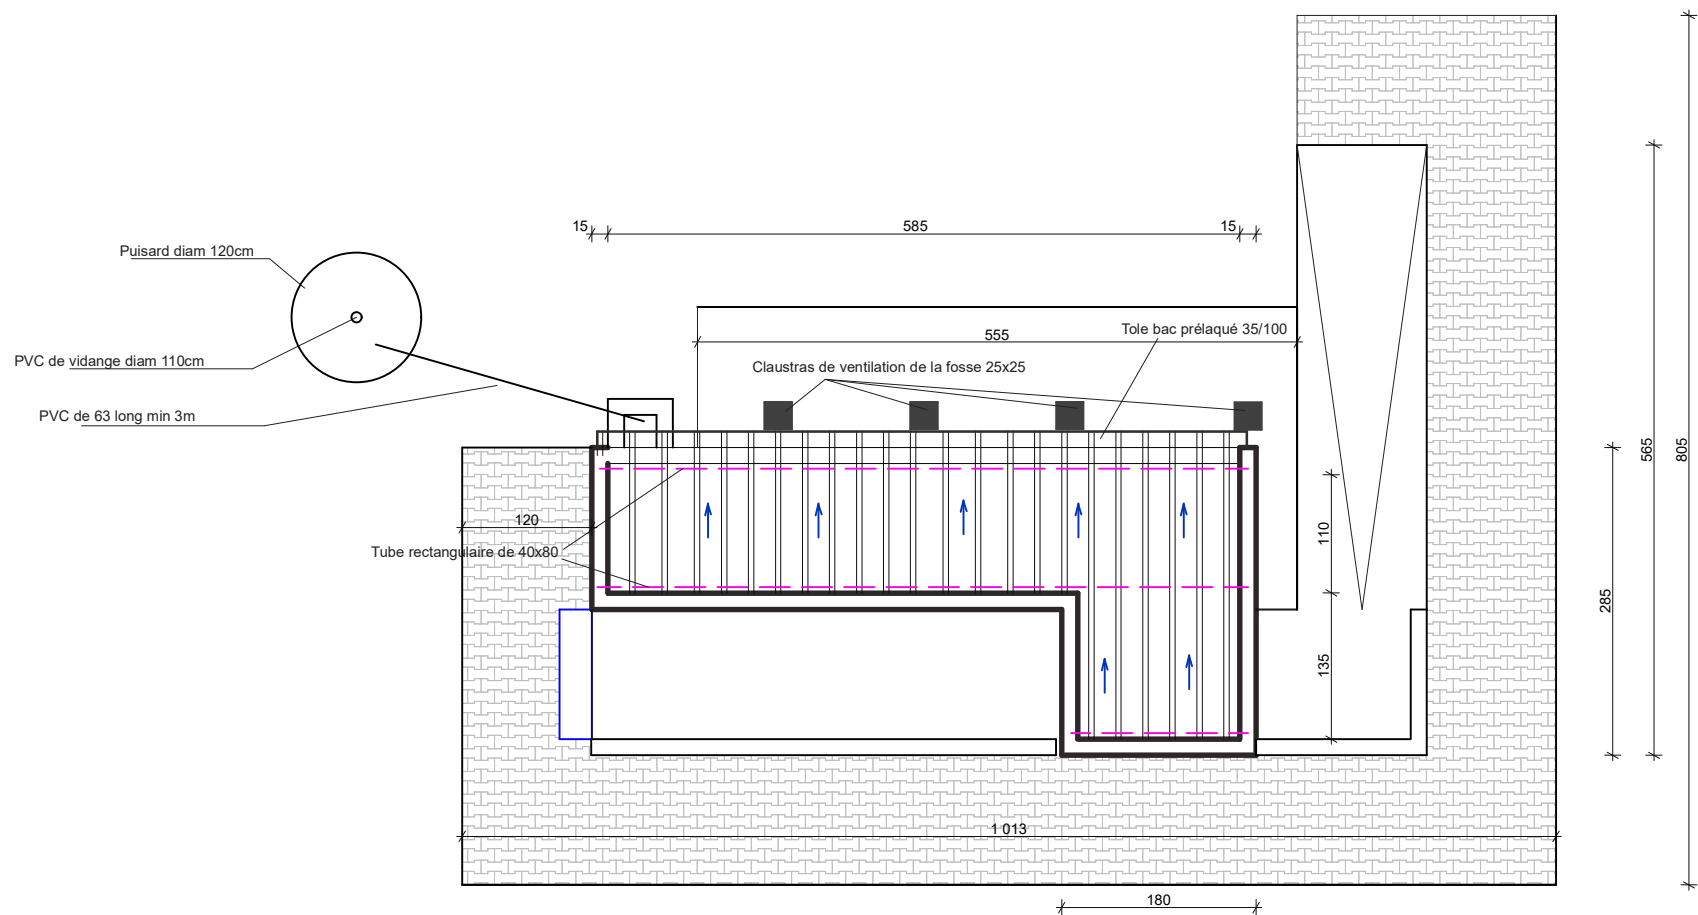 15
585
15
Puisard diam 120cm
555
Tole bac prélaqué 35/100
PVC de vidange diam 110cm
Claustras de ventilation de la fosse 25x25
PVC de 63 long min 3m
120
Tube rectangulaire de 40x80
110
135
285
565
805
1 013
180